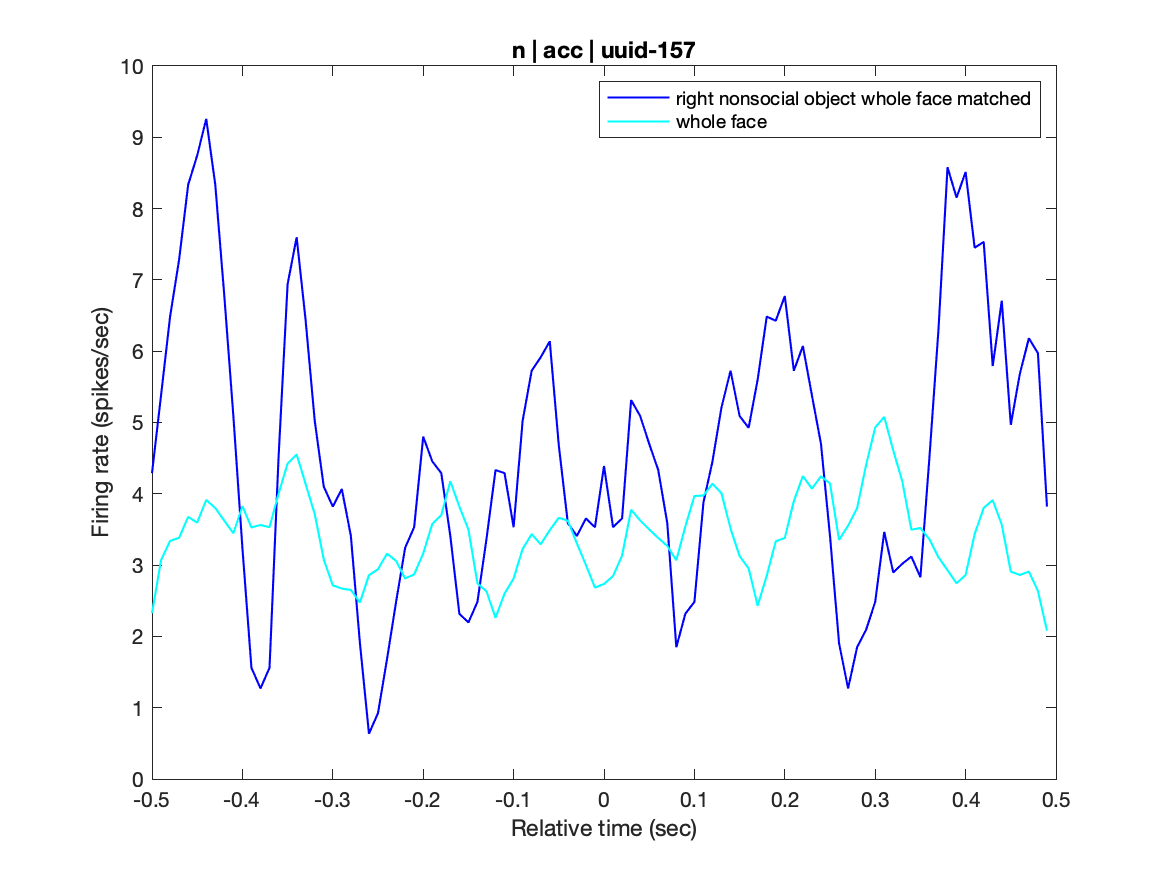 n | acc | uuid-157
right nonsocial object whole face matched
whole face
Firing rate (spikes/sec)
10
9
8
7
6
5
4
3
2
1
0
-0.5 -0.4 -0.3 -0.2 -0.1 0 0.1 0.2 0.3 0.4 0.5
Relative time (sec)